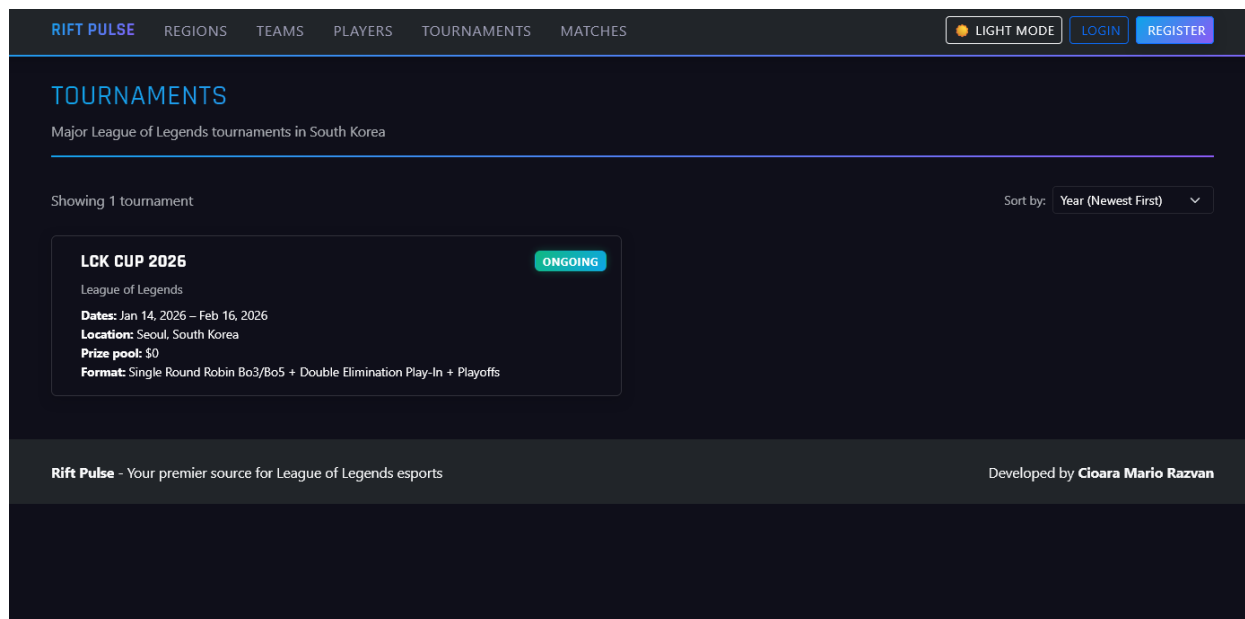 RIFT PULSE REGIONS TEAMS PLAYERS TOURNAMENTS MATCHES LIGHT MODE LOGIN REGISTER
TOURNAMENTS
Major League of Legends tournaments in South Korea
Showing 1 tournament Sort by: Year (Newest First)
LCK CUP 2026 ONGOING
League of Legends
Dates: Jan 14, 2026 – Feb 16, 2026
Location: Seoul, South Korea
Prize pool: $0
Format: Single Round Robin Bo3/Bo5 + Double Elimination Play-In + Playoffs
Rift Pulse - Your premier source for League of Legends esports Developed by Cioara Mario Razvan